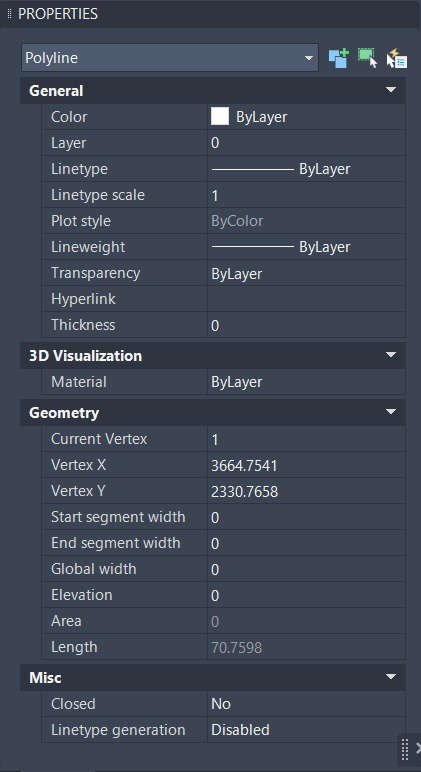 PROPERTIES
Polyline
General
Color ByLayer
Layer 0
Linetype ByLayer
Linetype scale 1
Plot style ByColor
Lineweight ByLayer
Transparency ByLayer
Hyperlink
Thickness 0
3D Visualization
Material ByLayer
Geometry
Current Vertex 1
Vertex X 3664.7541
Vertex Y 2330.7658
Start segment width 0
End segment width 0
Global width 0
Elevation 0
Area 0
Length 70.7598
Misc
Closed No
Linetype generation Disabled